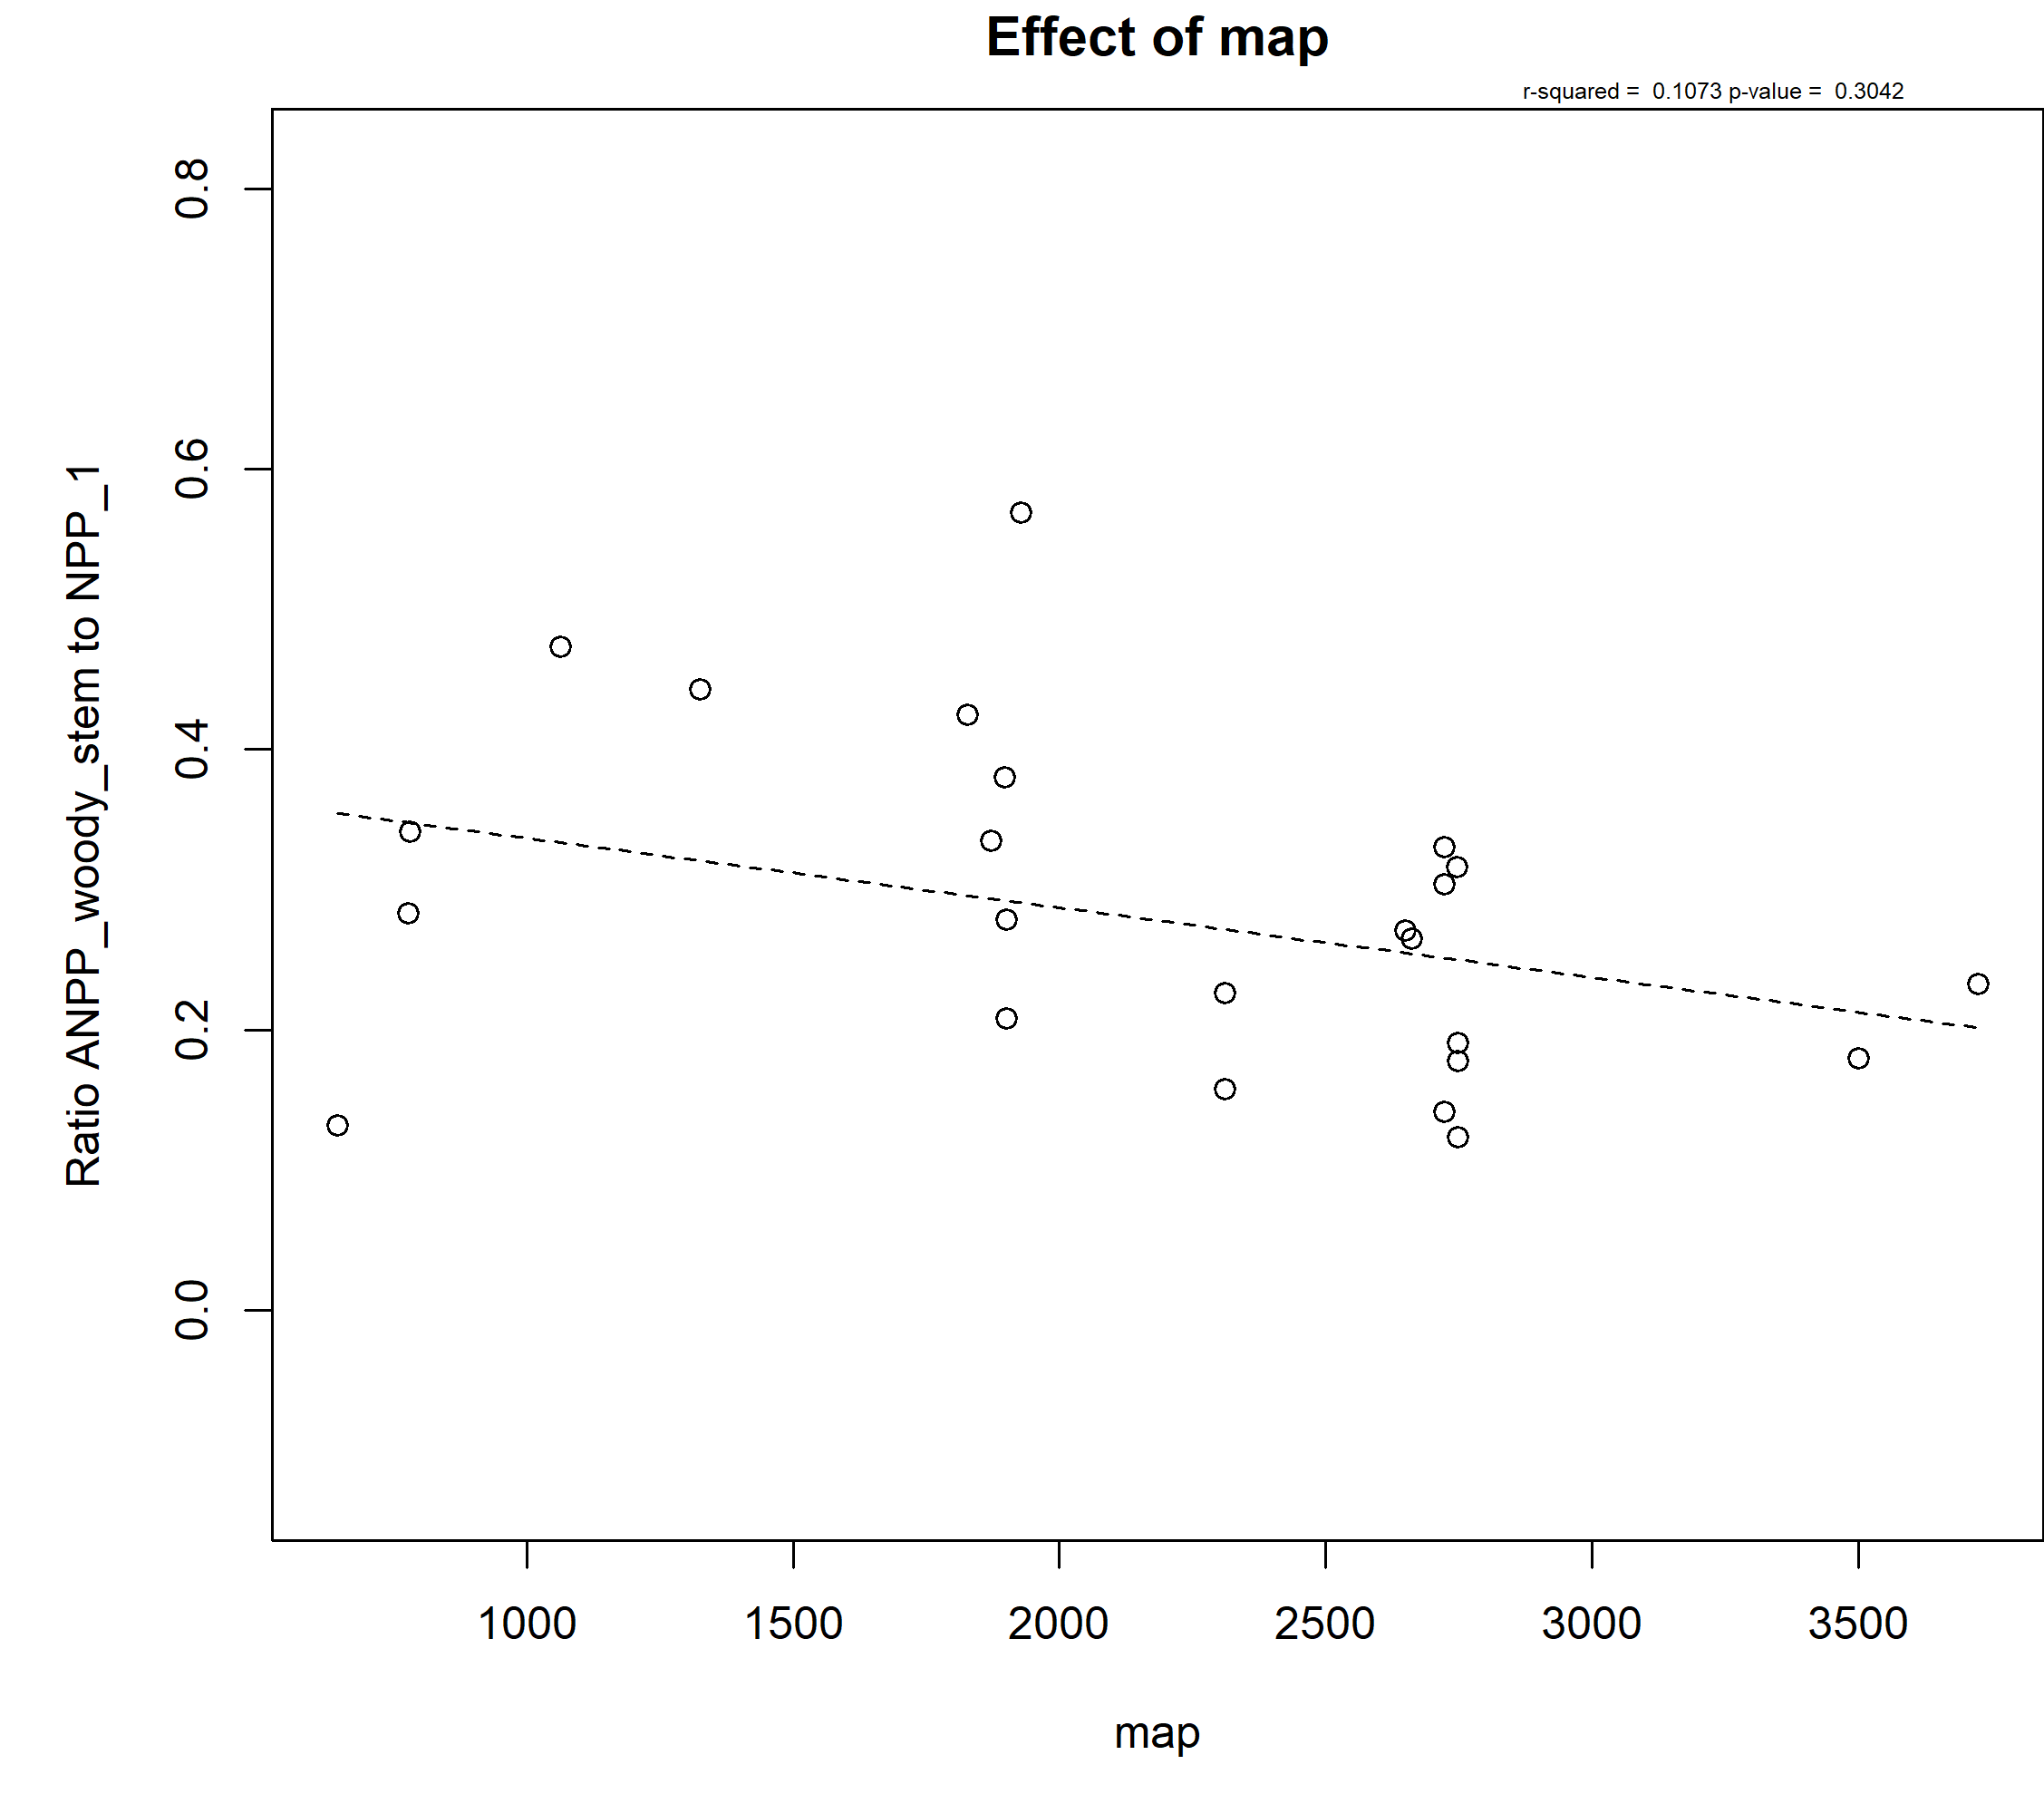 Effect of map
r-squared =  0.1073 p-value =  0.3042
Ratio ANPP_woody_stem to NPP_1
0.8
0.6
0.4
0.2
0.0
1000 1500 2000 2500 3000 3500
map